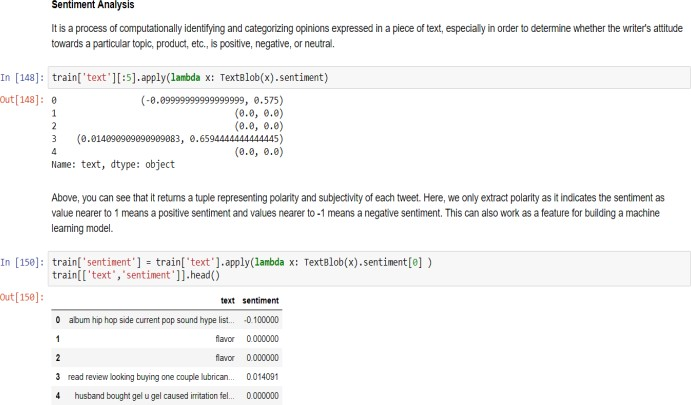 Sentiment Analysis
It is a process of computationally identifying and categorizing opinions expressed in a piece of text, especially in order to determine whether the writer's attitude
towards a particular topic, product, etc., is positive, negative, or neutral.
In [148]: train['text'][:5].apply(lambda x: TextBlob(x).sentiment)
Out[148]: 0 (-0.09999999999999999, 0.575)
1 (0.0, 0.0)
2 (0.0, 0.0)
3 (0.014090909090909083, 0.6594444444444445)
4 (0.0, 0.0)
Name: text, dtype: object
Above, you can see that it returns a tuple representing polarity and subjectivity of each tweet. Here, we only extract polarity as it indicates the sentiment as
value nearer to 1 means a positive sentiment and values nearer to -1 means a negative sentiment. This can also work as a feature for building a machine
learning model.
In [150]: train['sentiment'] = train['text'].apply(lambda x: TextBlob(x).sentiment[0] )
train[['text','sentiment']].head()
Out[150]:
text sentiment
0 album hip hop side current pop sound hype list... -0.100000
1 flavor 0.000000
2 flavor 0.000000
3 read review looking buying one couple lubrican... 0.014091
4 husband bought gel u gel caused irritation fel... 0.000000